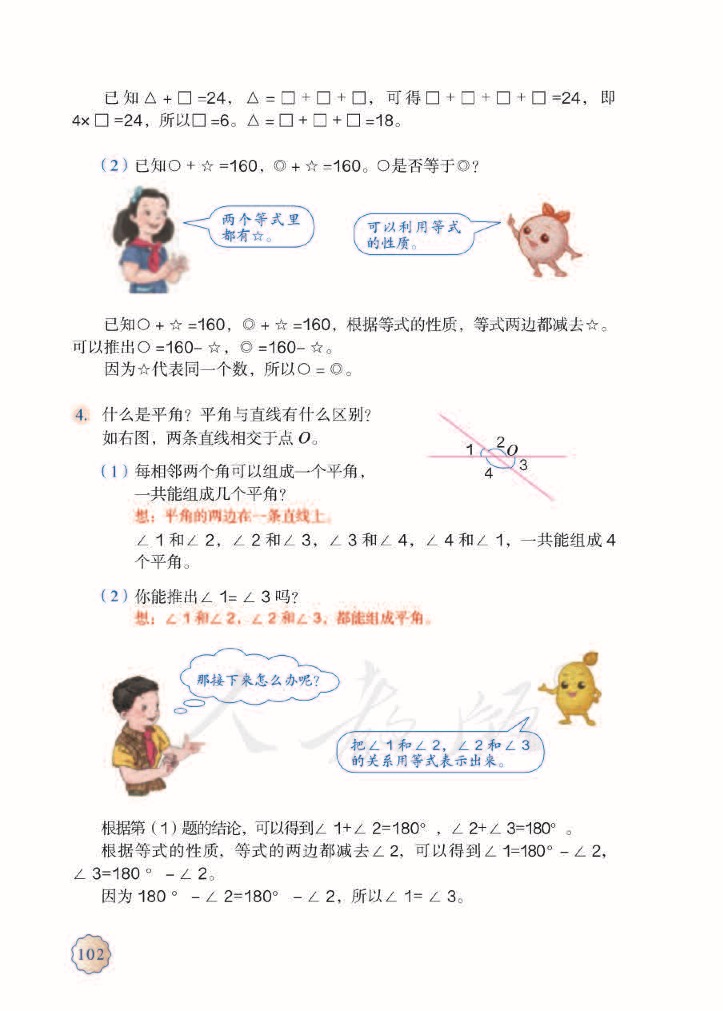 已知△+□=24，△=□+□+□，可得□+□+□+□=24，即
4×□=24，所以□=6。△=□+□+□=18。
（2）已知○+☆=160，◎+☆=160。○是否等于◎？
两个等式里
都有☆。
可以利用等式
的性质。
已知○+☆=160，◎+☆=160，根据等式的性质，等式两边都减去☆。
可以推出○=160-☆，◎=160-☆。
因为☆代表同一个数，所以○=◎。
4. 什么是平角？平角与直线有什么区别？
如右图，两条直线相交于点O。
1 2 O 3 4
（1）每相邻两个角可以组成一个平角，
一共能组成几个平角？
想：平角的两边在一条直线上。
∠1和∠2，∠2和∠3，∠3和∠4，∠4和∠1，一共能组成4
个平角。
（2）你能推出∠1=∠3吗？
想：∠1和∠2，∠2和∠3，都能组成平角。
那接下来怎么办呢？
人教版
把∠1和∠2，∠2和∠3
的关系用等式表示出来。
根据第（1）题的结论，可以得到∠1+∠2=180°，∠2+∠3=180°。
根据等式的性质，等式的两边都减去∠2，可以得到∠1=180°-∠2，
∠3=180°-∠2。
因为180°-∠2=180°-∠2，所以∠1=∠3。
102